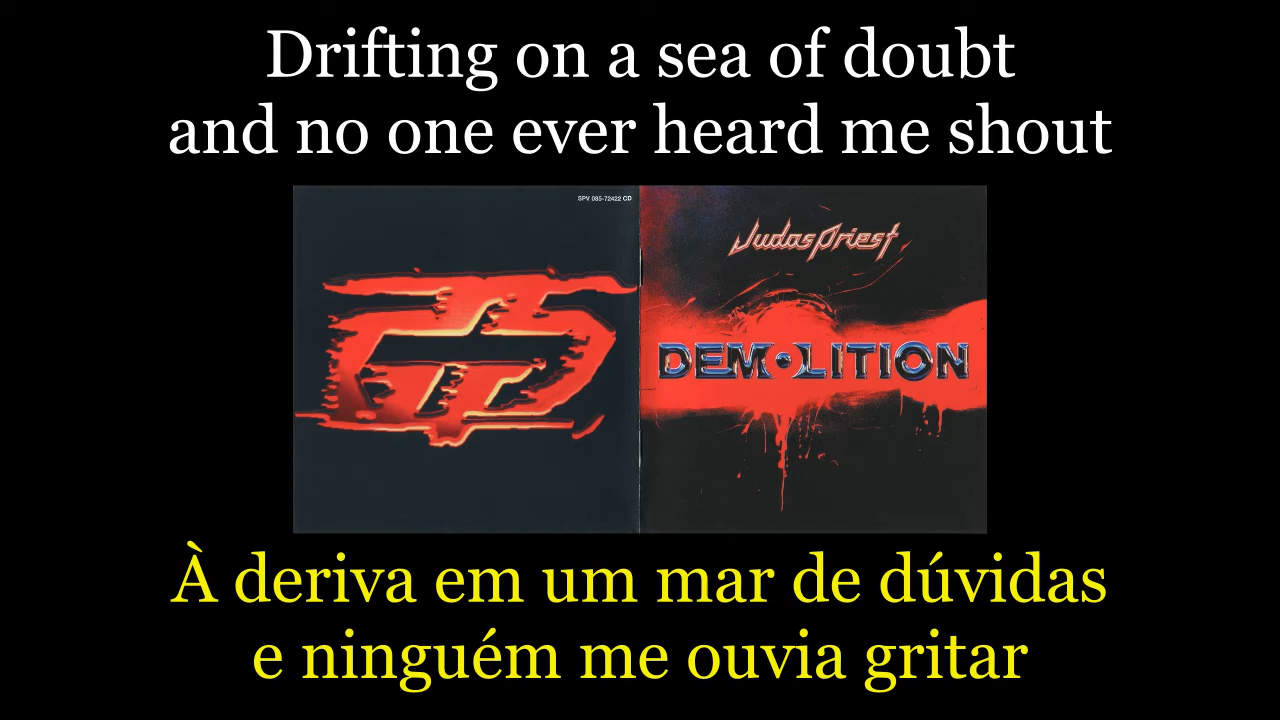 Drifting on a sea of doubt
and no one ever heard me shout
SPV 085-72422 CD
Judas Priest
DEMOLITION
À deriva em um mar de dúvidas
e ninguém me ouvia gritar